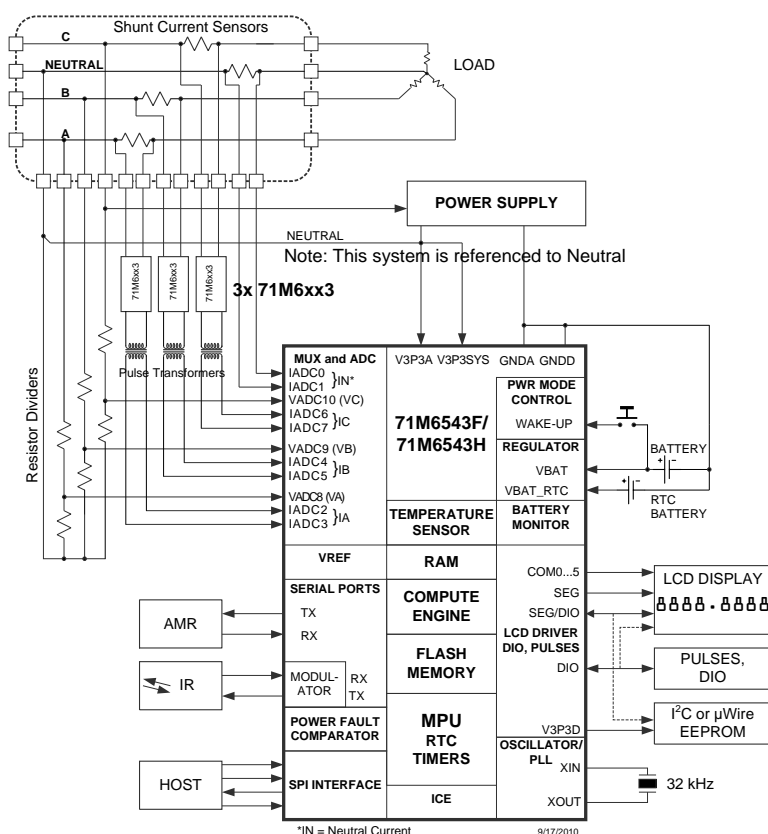 Shunt Current Sensors
C
NEUTRAL
B
A
LOAD
POWER SUPPLY
NEUTRAL
Note: This system is referenced to Neutral
71M6xx3
71M6xx3
71M6xx3
3x 71M6xx3
Pulse Transformers
Resistor Dividers
MUX and ADC
IADC0
IADC1
}IN*
VADC10 (VC)
IADC6
IADC7
}IC
VADC9 (VB)
IADC4
IADC5
}IB
VADC8 (VA)
IADC2
IADC3
}IA
V3P3A V3P3SYS
GNDA GNDD
71M6543F/
71M6543H
PWR MODE
CONTROL
WAKE-UP
REGULATOR
VBAT
VBAT_RTC
BATTERY
RTC
BATTERY
TEMPERATURE
SENSOR
BATTERY
MONITOR
VREF
RAM
SERIAL PORTS
TX
RX
COMPUTE
ENGINE
COM0...5
SEG
SEG/DIO
LCD DRIVER
DIO, PULSES
DIO
LCD DISPLAY
AMR
IR
MODUL-
ATOR
RX
TX
FLASH
MEMORY
PULSES,
DIO
I2C or µWire
EEPROM
POWER FAULT
COMPARATOR
MPU
RTC
TIMERS
V3P3D
OSCILLATOR/
PLL
XIN
XOUT
32 kHz
HOST
SPI INTERFACE
ICE
*IN = Neutral Current
9/17/2010